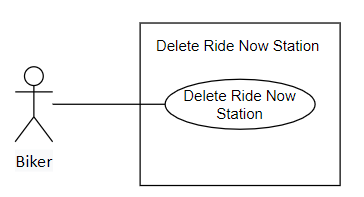 Delete Ride Now Station
Delete Ride Now
Station
Biker